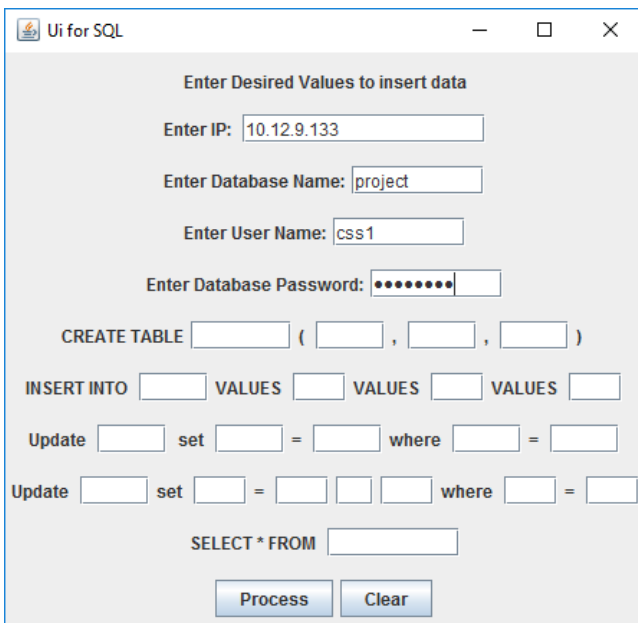 Ui for SQL
Enter Desired Values to insert data
Enter IP: 10.12.9.133
Enter Database Name: project
Enter User Name: css1
Enter Database Password: ••••••••
CREATE TABLE ( , , )
INSERT INTO VALUES VALUES VALUES
Update set = where =
Update set = where =
SELECT * FROM
Process Clear